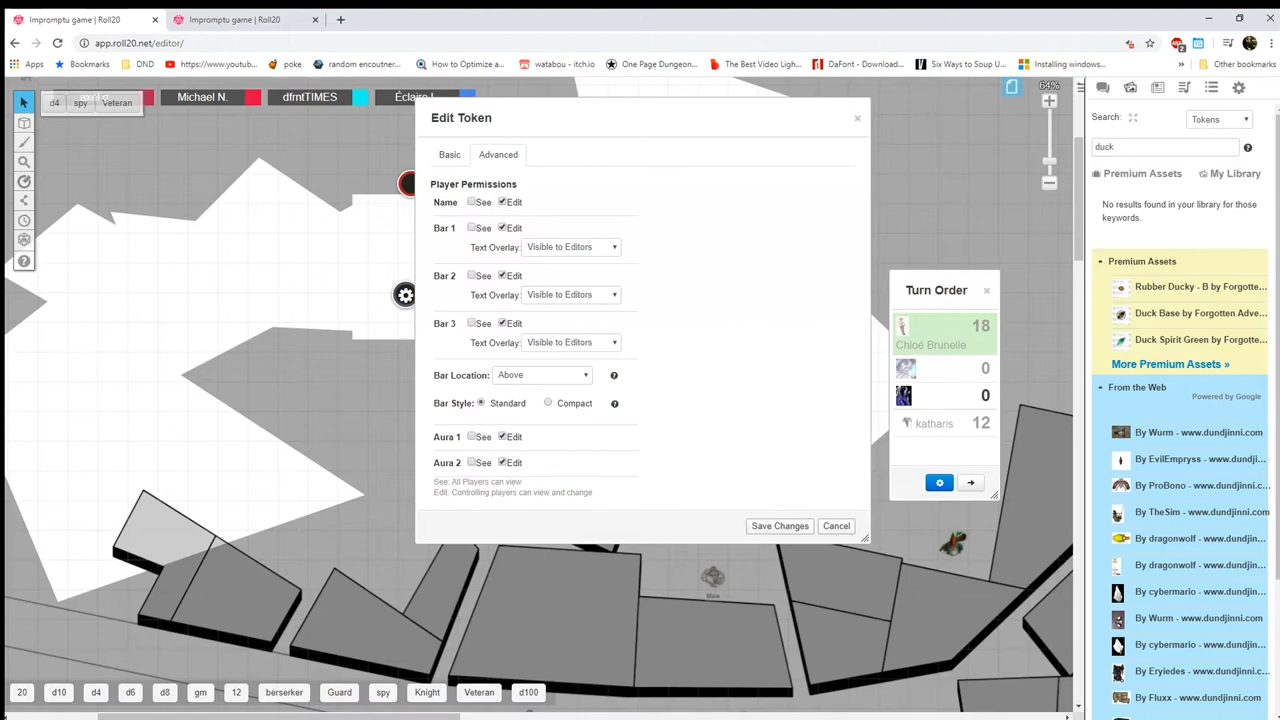 Impromptu game | Roll20 × Impromptu game | Roll20 × +
app.roll20.net/editor/
Apps Bookmarks DND https://www.youtub... poke random encoutner... How to Optimize a... watabou - itch.io One Page Dungeon... The Best Video Ligh... DaFont - Download... Six Ways to Soup U... Installing windows... » Other bookmarks
Michael N. dfrntTIMES Éclaire L
d4 spy Veteran
64%
Edit Token ×
Basic Advanced
Player Permissions
Name See Edit
Bar 1 See Edit
Text Overlay: Visible to Editors
Bar 2 See Edit
Text Overlay: Visible to Editors
Bar 3 See Edit
Text Overlay: Visible to Editors
Bar Location: Above
Bar Style: Standard Compact
Aura 1 See Edit
Aura 2 See Edit
See: All Players can view
Edit: Controlling players can view and change
Save Changes Cancel
Turn Order ×
18
Chloé Brunelle
0
0
katharis 12
Male
20 d10 d4 d6 d8 gm 12 berserker Guard spy Knight Veteran d100
Search: Tokens
duck
Premium Assets My Library
No results found in your library for those
keywords.
Premium Assets
Rubber Ducky - B by Forgotte...
Duck Base by Forgotten Adve...
Duck Spirit Green by Forgotte...
More Premium Assets »
From the Web
Powered by Google
By Wurm - www.dundjinni.com
By EvilEmpryss - www.dundji...
By ProBono - www.dundjinni....
By TheSim - www.dundjinni.com
By dragonwolf - www.dundjin...
By dragonwolf - www.dundjin...
By cybermario - www.dundjin...
By Wurm - www.dundjinni.com
By cybermario - www.dundjin...
By Eryiedes - www.dundjinni....
By Fluxx - www.dundjinni.com